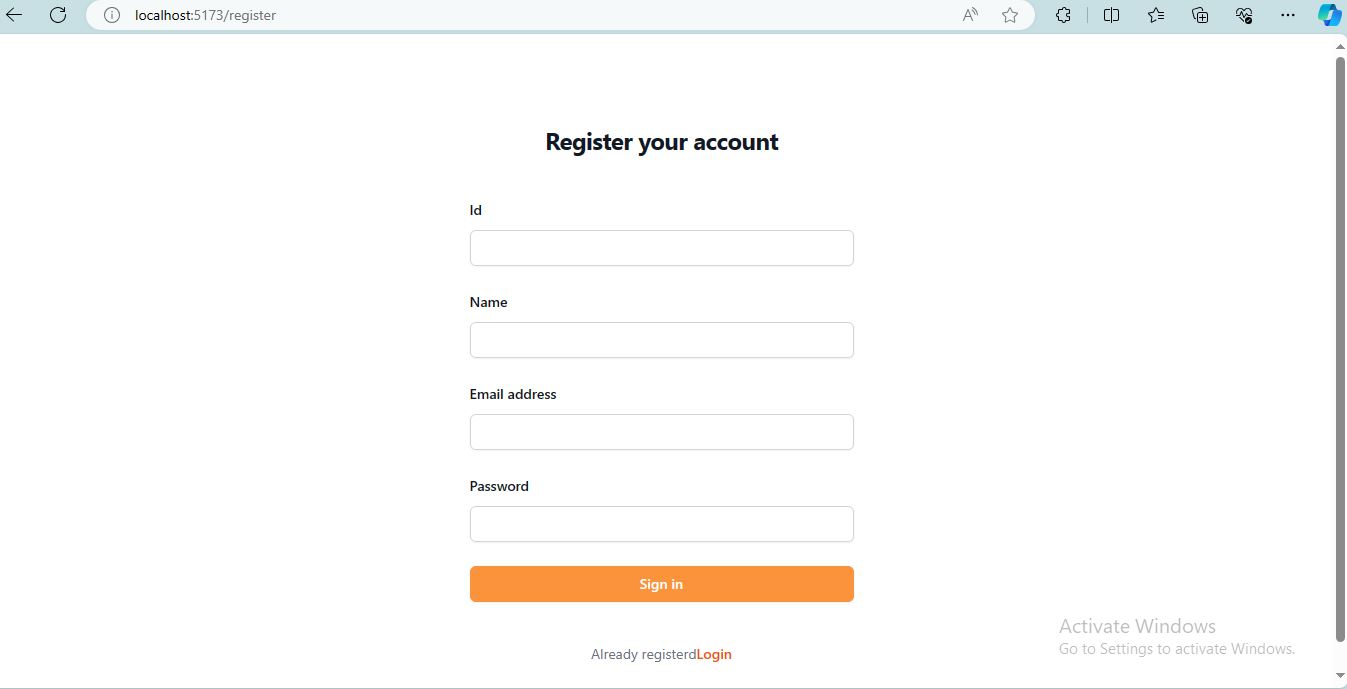 localhost:5173/register
Register your account
Id
Name
Email address
Password
Sign in
Already registerdLogin
Activate Windows
Go to Settings to activate Windows.